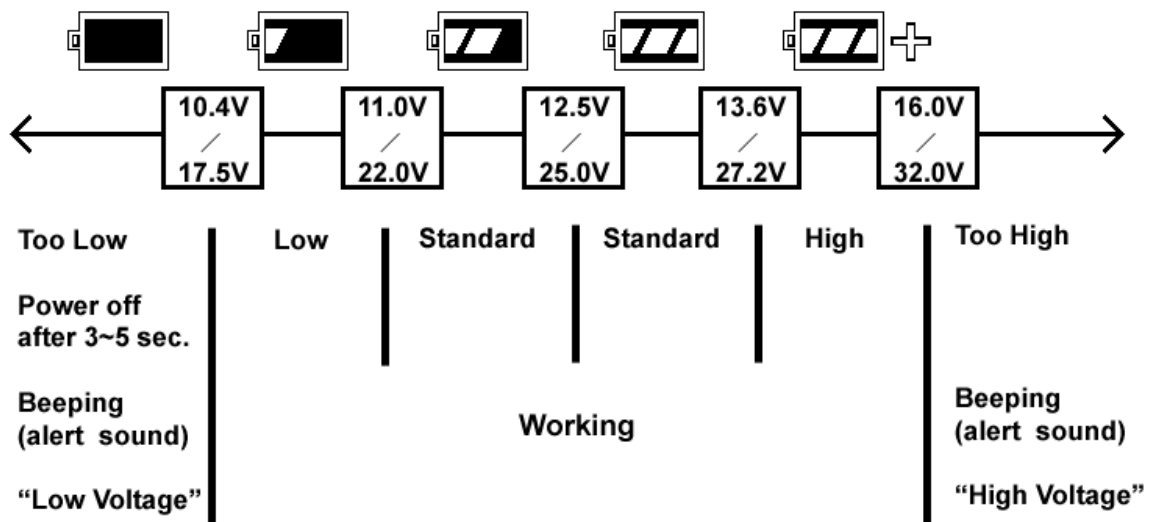 10.4V
17.5V
11.0V
22.0V
12.5V
25.0V
13.6V
27.2V
16.0V
32.0V
Too Low
Low
Standard
Standard
High
Too High
Power off
after 3~5 sec.
Beeping
(alert sound)
“Low Voltage”
Working
Beeping
(alert sound)
“High Voltage”